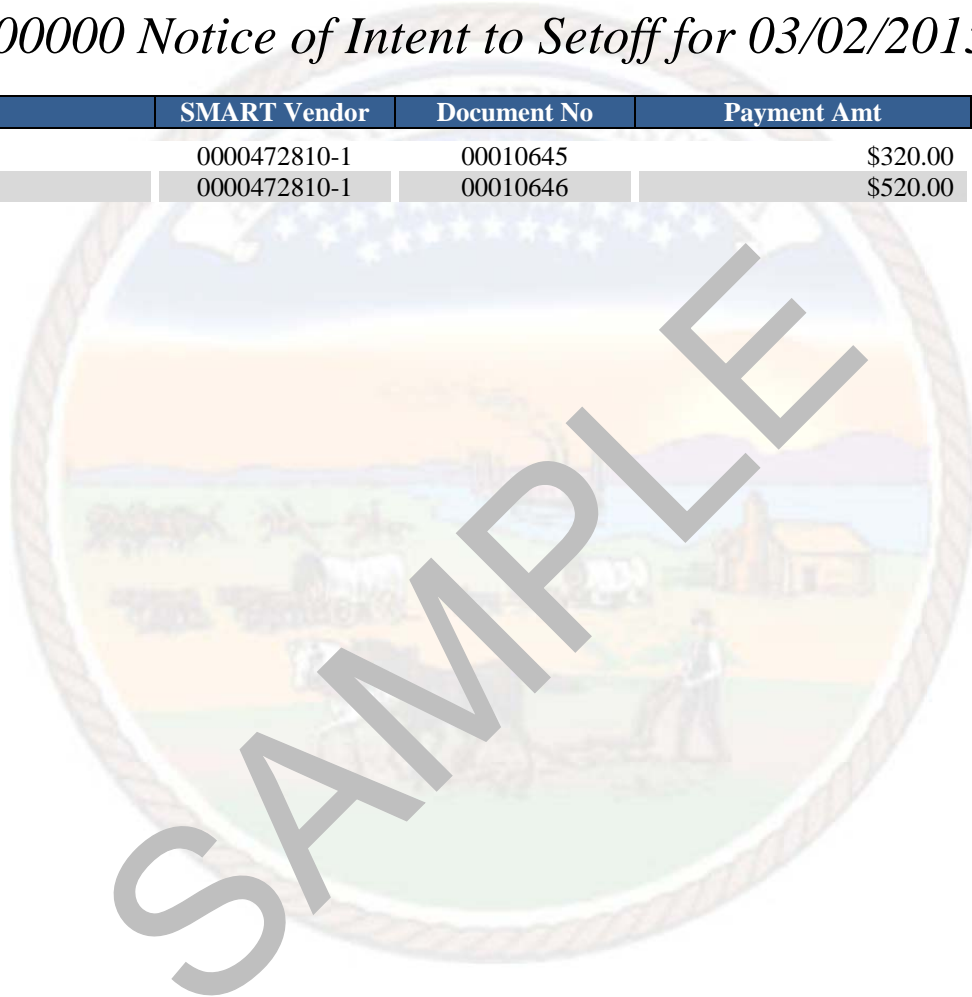 00000 Notice of Intent to Setoff for 03/02/201
SMART Vendor Document No Payment Amt
0000472810-1 00010645 $320.00
0000472810-1 00010646 $520.00
SAMPLE